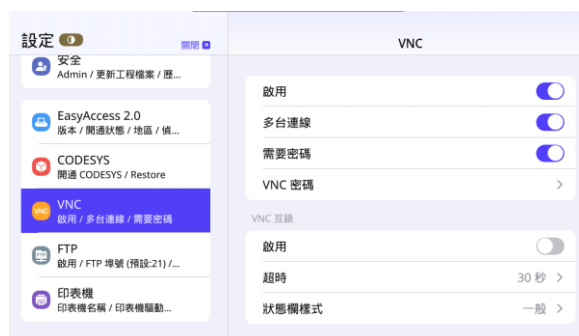 設定
關閉
安全
Admin / 更新工程檔案 / 歷...
EasyAccess 2.0
版本 / 開通狀態 / 地區 / 偵...
CODESYS
開通 CODESYS / Restore
VNC
VNC
啟用 / 多台連線 / 需要密碼
FTP
啟用 / FTP 埠號 (預設:21) /...
印表機
印表機名稱 / 印表機驅動...
VNC
啟用
多台連線
需要密碼
VNC 密碼
VNC 互鎖
啟用
超時 30 秒
狀態欄樣式 一般